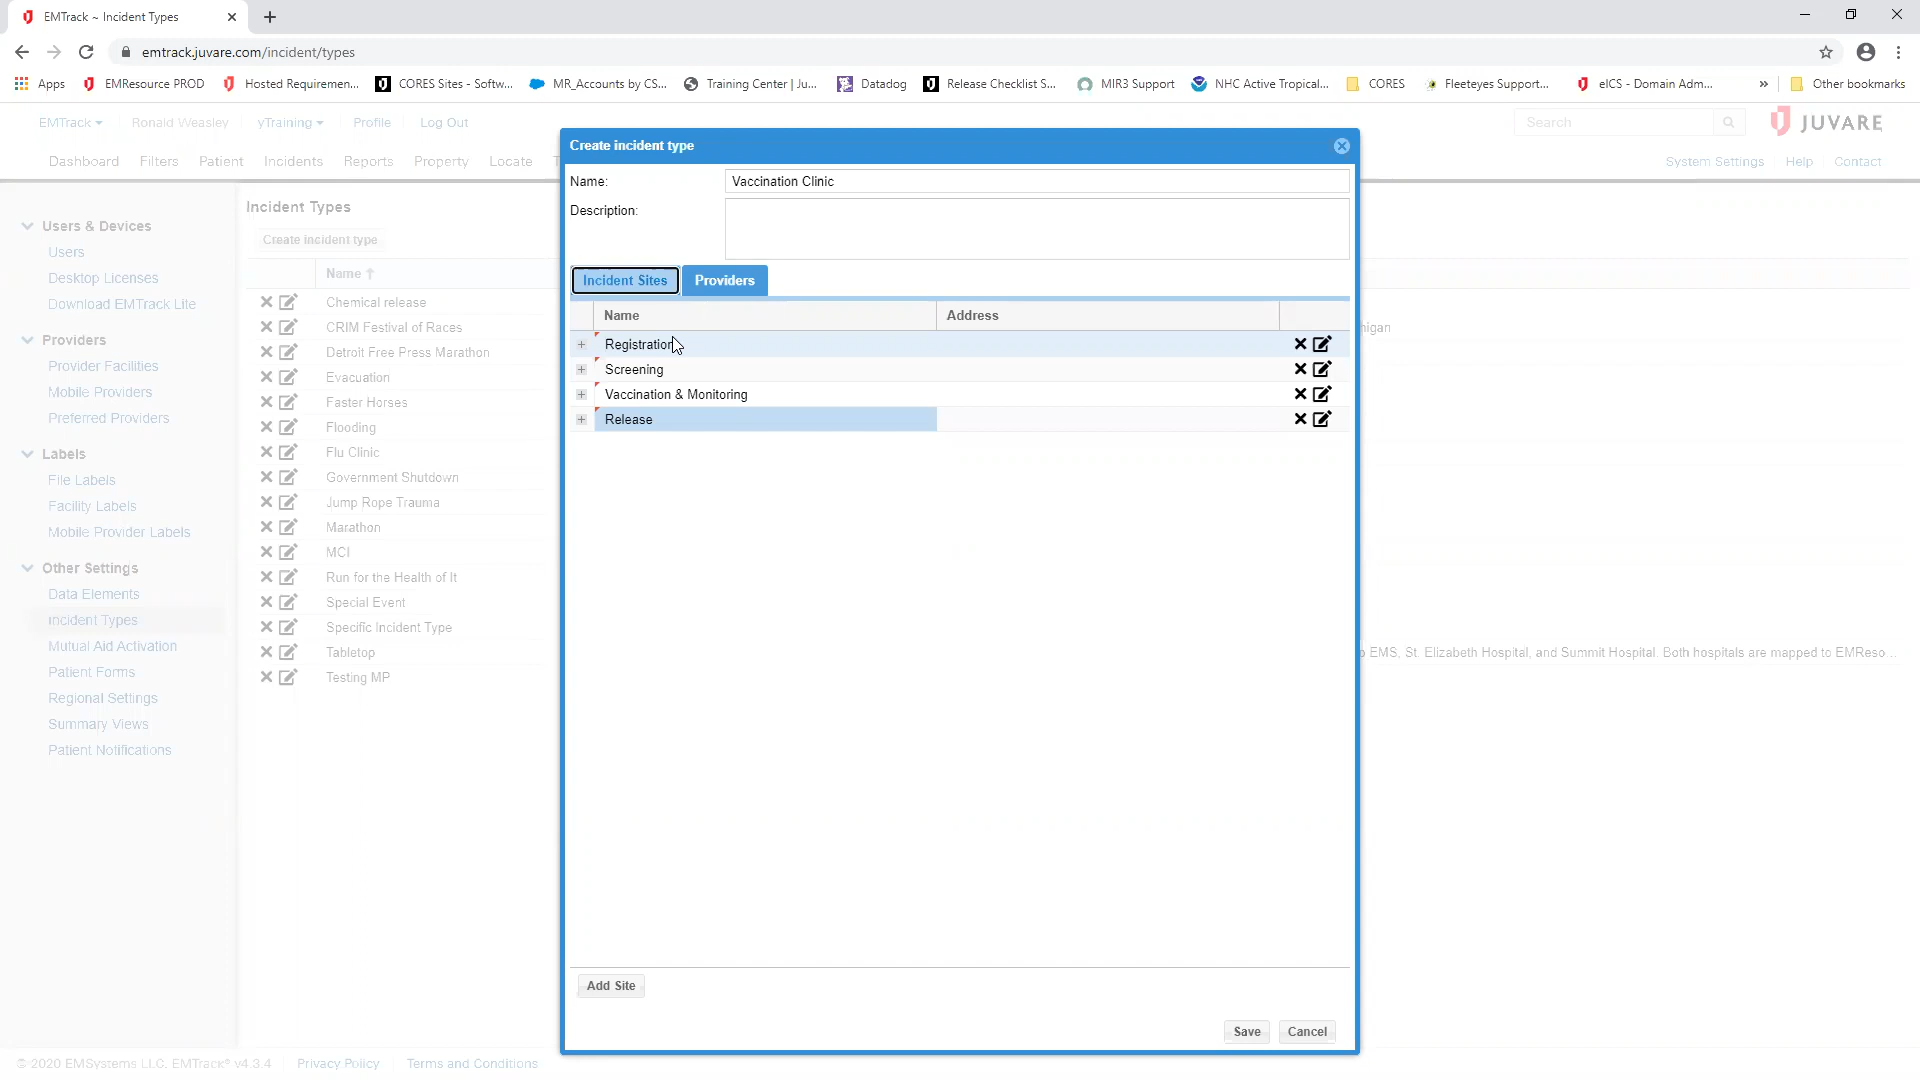 EMTrack ~ Incident Types
emtrack.juvare.com/incident/types
Apps
EMResource PROD
Hosted Requiremen...
CORES Sites - Softw...
MR_Accounts by CS...
Training Center | Ju...
Datadog
Release Checklist S...
MIR3 Support
NHC Active Tropical...
CORES
Fleeteyes Support...
eICS - Domain Adm...
»
Other bookmarks
EMTrack
Ronald Weasley
yTraining
Profile
Log Out
Search
JUVARE
Dashboard
Filters
Patient
Incidents
Reports
Property
Locate
System Settings
Help
Contact
Users & Devices
Users
Desktop Licenses
Download EMTrack Lite
Providers
Provider Facilities
Mobile Providers
Preferred Providers
Labels
File Labels
Facility Labels
Mobile Provider Labels
Other Settings
Data Elements
Incident Types
Mutual Aid Activation
Patient Forms
Regional Settings
Summary Views
Patient Notifications
Incident Types
Create incident type
Name
Chemical release
CRIM Festival of Races
Detroit Free Press Marathon
Evacuation
Faster Horses
Flooding
Flu Clinic
Government Shutdown
Jump Rope Trauma
Marathon
MCI
Run for the Health of It
Special Event
Specific Incident Type
Tabletop
Testing MP
Create incident type
Name:
Vaccination Clinic
Description:
Incident Sites
Providers
Name
Address
Registration
Screening
Vaccination & Monitoring
Release
Add Site
Save
Cancel
EMS, St. Elizabeth Hospital, and Summit Hospital. Both hospitals are mapped to EMReso...
© 2020 EMSystems LLC. EMTrack® v4.3.4
Privacy Policy
Terms and Conditions